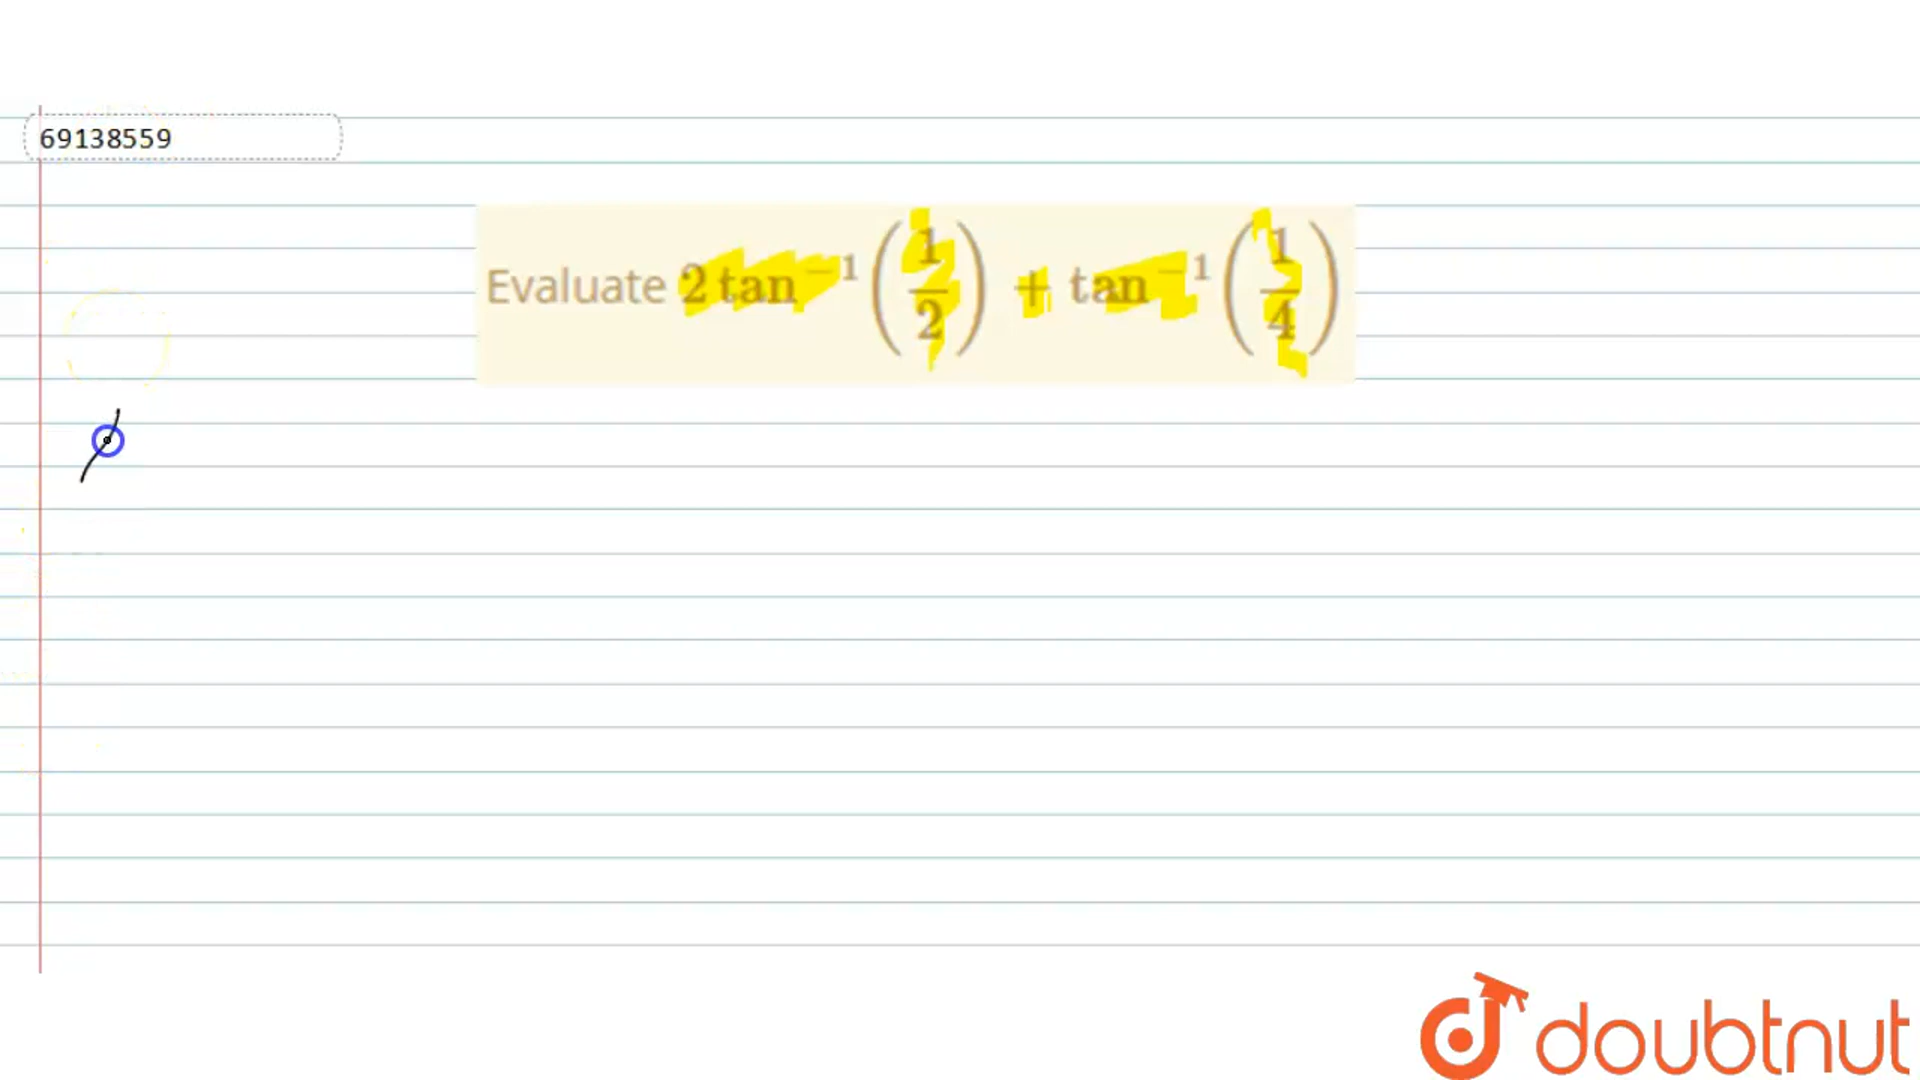 69138559
Evaluate 2 tan⁻¹(1/2) + tan⁻¹(1/4)
doubtnut